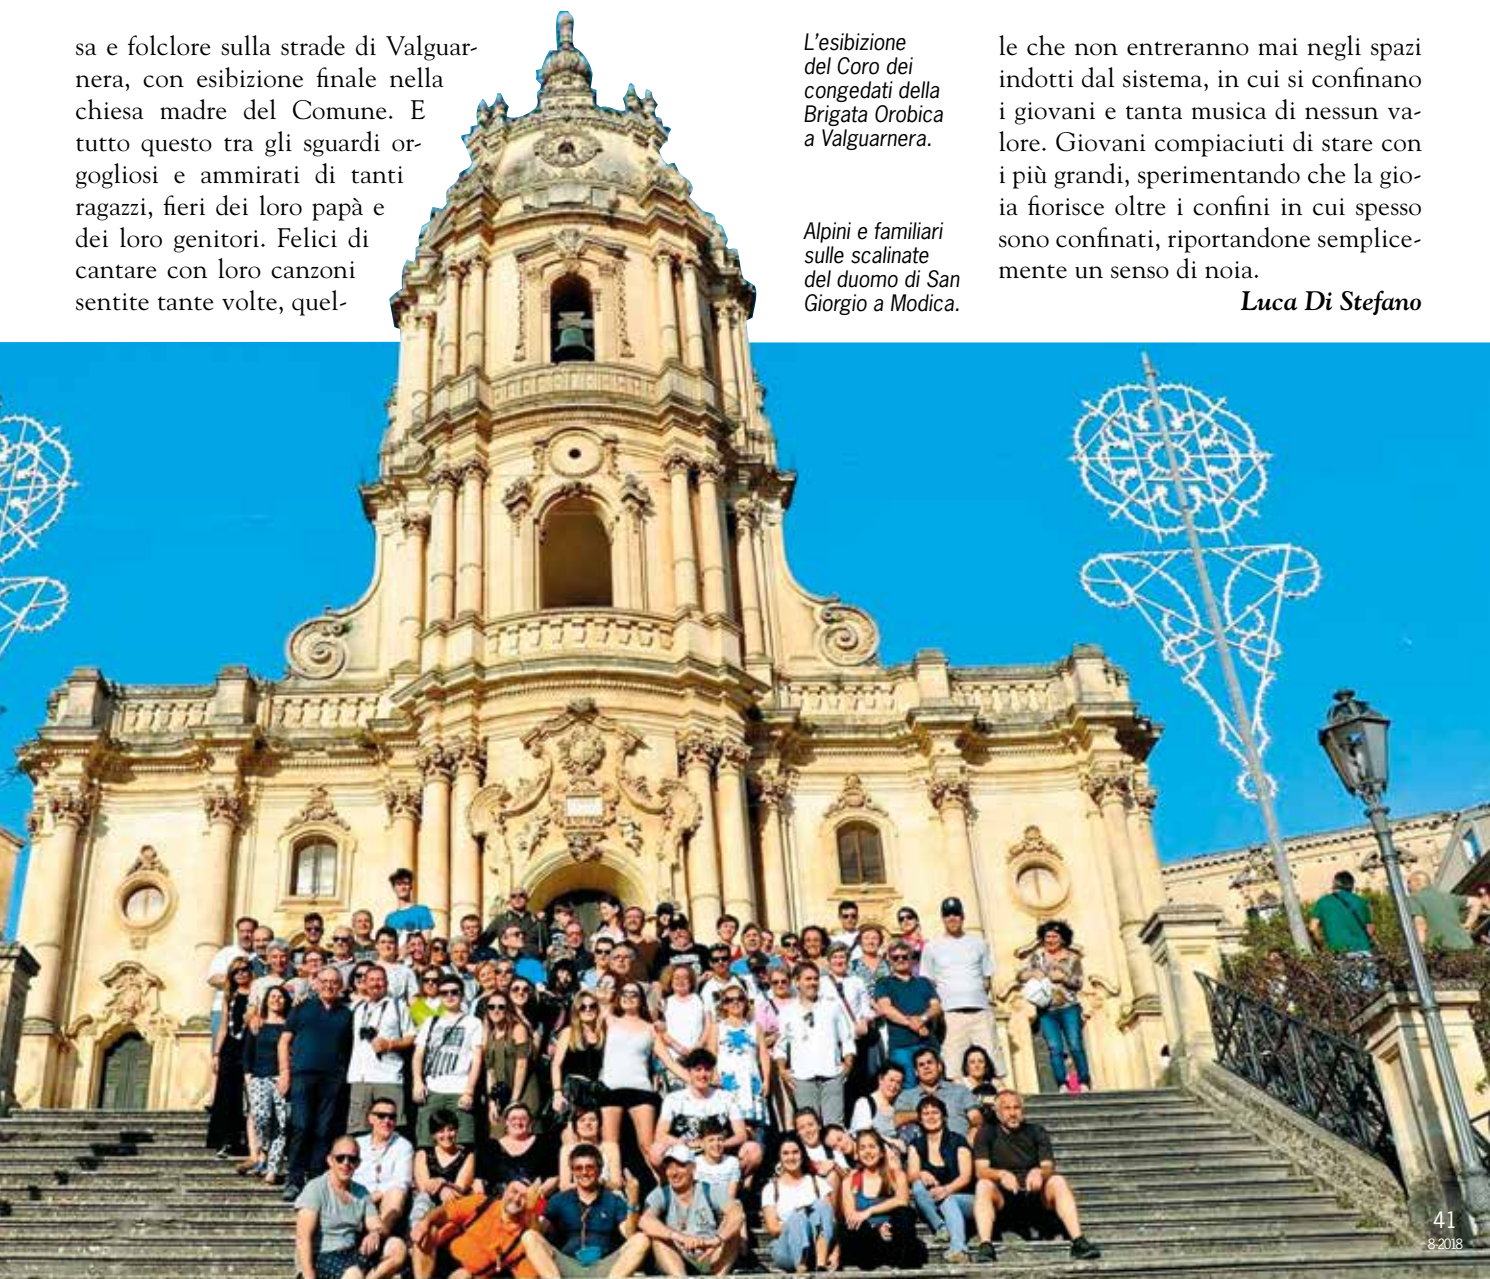 sa e folclore sulla strade di Valguar-
nera, con esibizione finale nella
chiesa madre del Comune. E
tutto questo tra gli sguardi or-
gogliosi e ammirati di tanti
ragazzi, fieri dei loro papà e
dei loro genitori. Felici di
cantare con loro canzoni
sentite tante volte, quel-
le che non entreranno mai negli spazi
indotti dal sistema, in cui si confinano
i giovani e tanta musica di nessun va-
lore. Giovani compiaciuti di stare con
i più grandi, sperimentando che la gio-
ia fiorisce oltre i confini in cui spesso
sono confinati, riportandone semplice-
mente un senso di noia.
Luca Di Stefano
L'esibizione
del Coro dei
congedati della
Brigata Orobica
a Valguarnera.
Alpini e familiari
sulle scalinate
del duomo di San
Giorgio a Modica.
41
8-2018